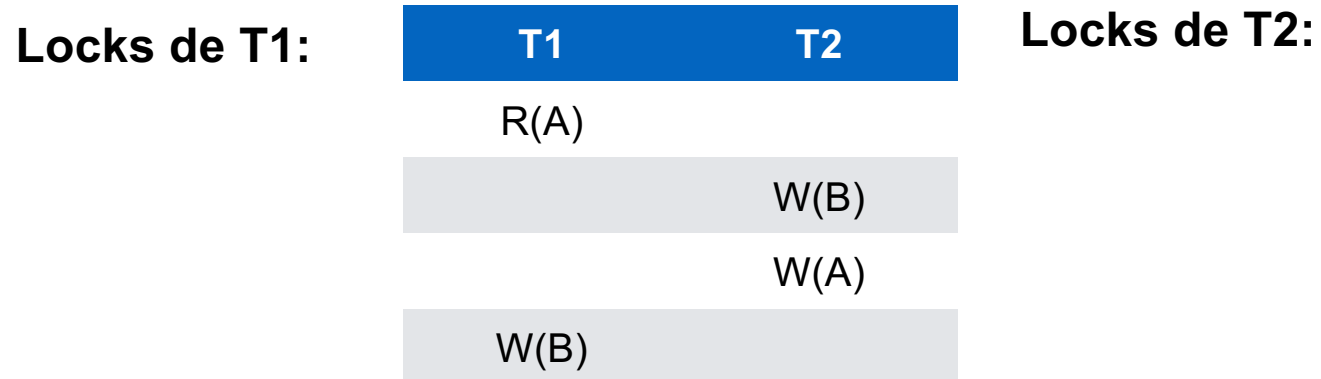 Locks de T1:
T1 T2
Locks de T2:
R(A)
W(B)
W(A)
W(B)